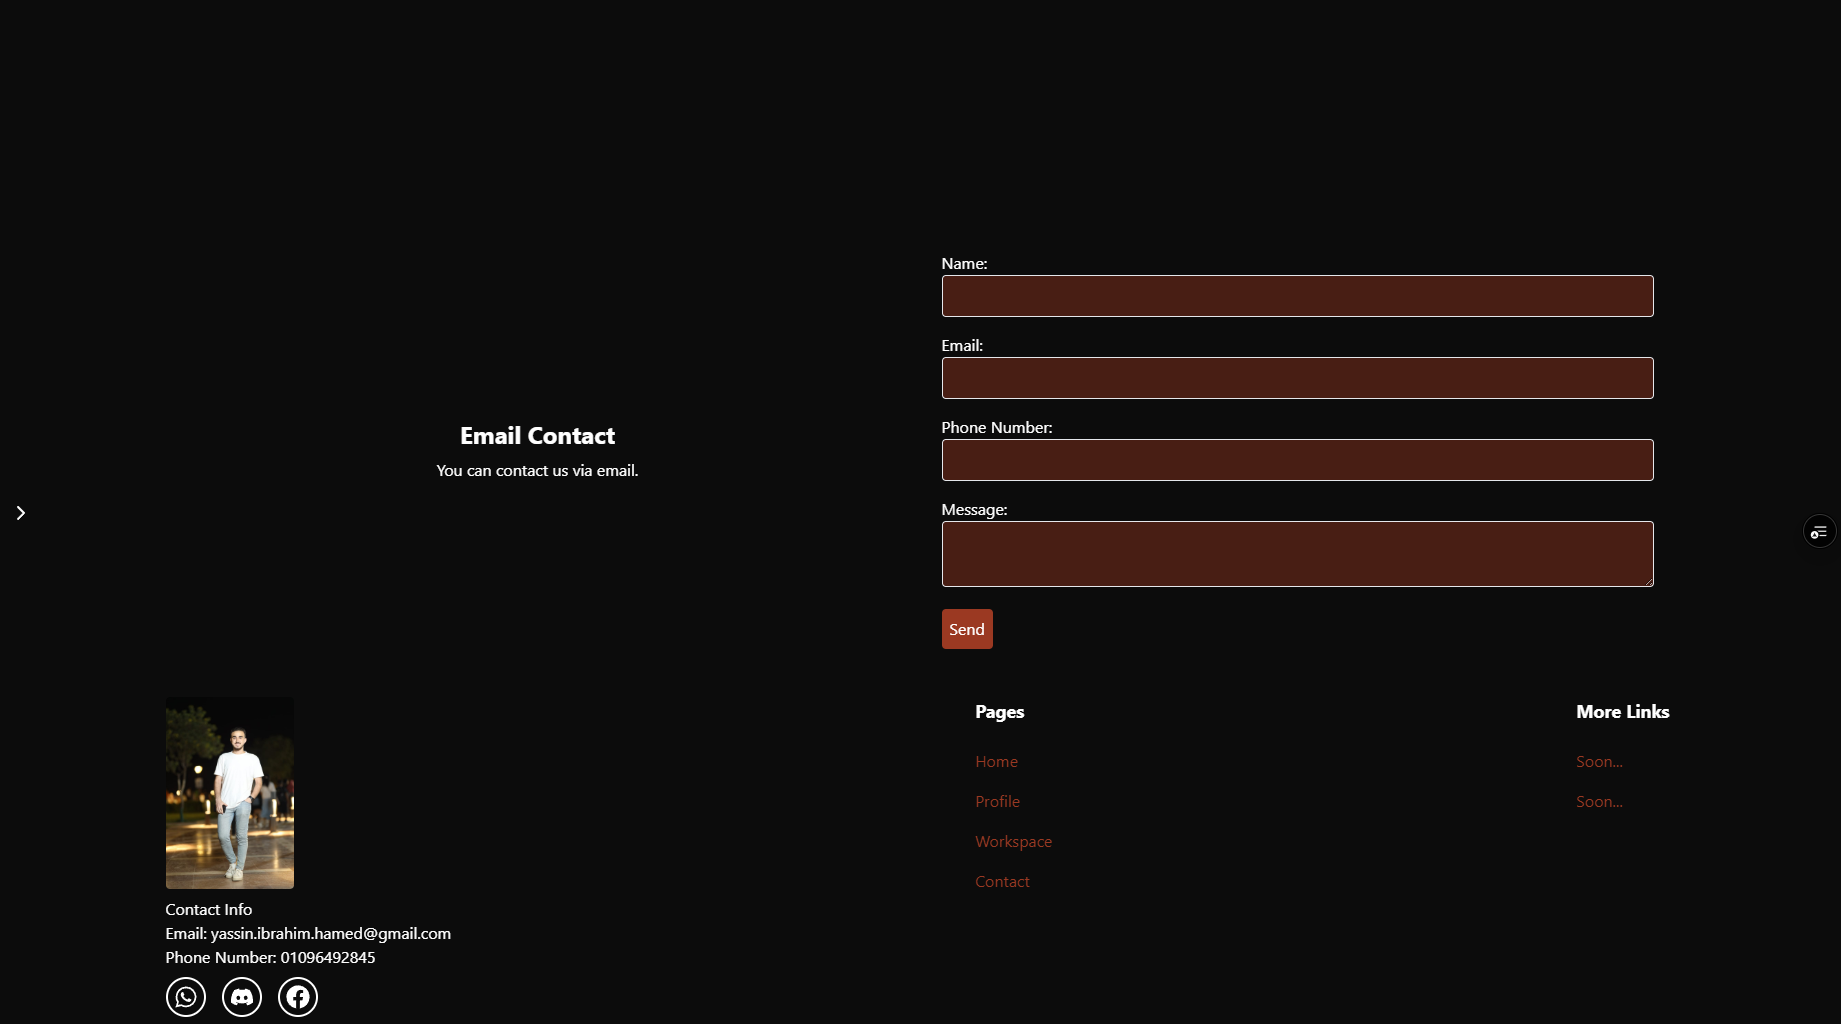 Email Contact
You can contact us via email.
Name:
Email:
Phone Number:
Message:
Send
Contact Info
Email: yassin.ibrahim.hamed@gmail.com
Phone Number: 01096492845
Pages
Home
Profile
Workspace
Contact
More Links
Soon...
Soon...